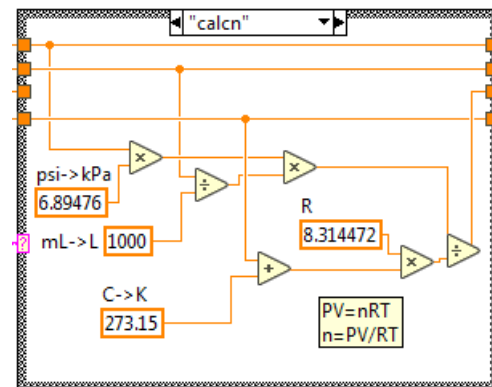 "calcn"
psi->kPa
6.89476
mL->L 1000
R
8.314472
C->K
273.15
PV=nRT
n=PV/RT
×
÷
×
+
×
÷
?